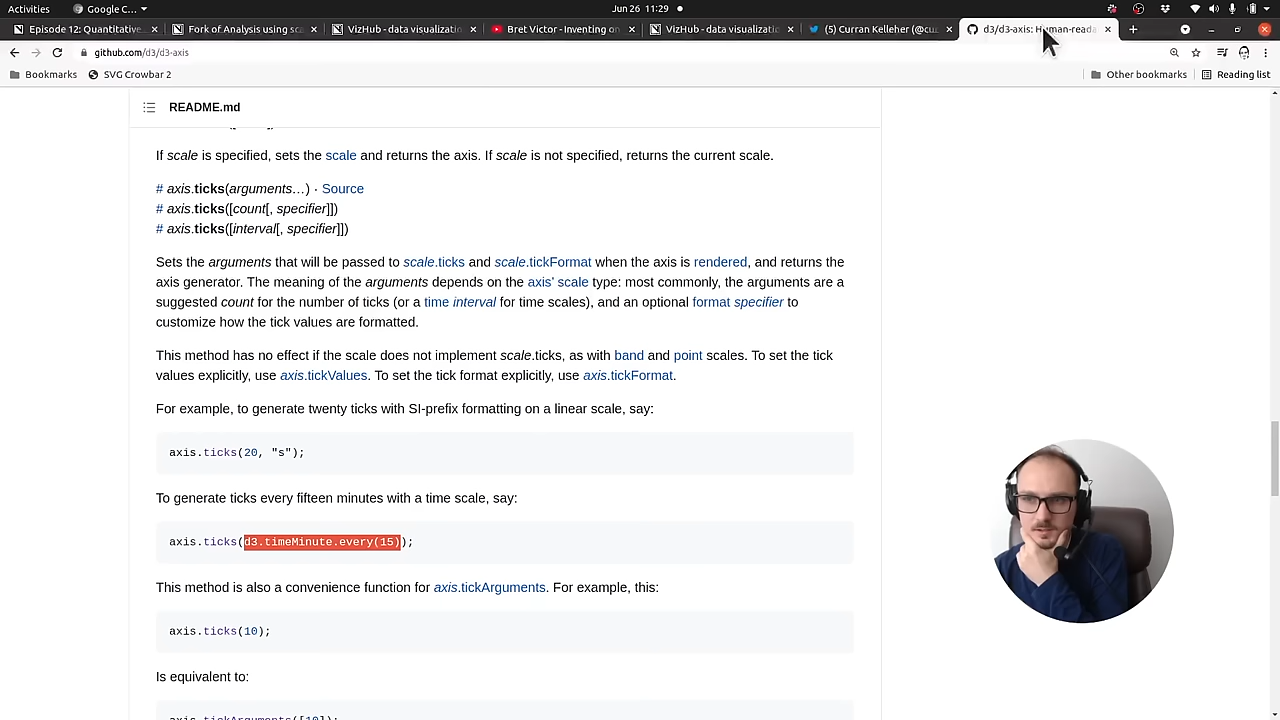 Activities
Google C...
Jun 26 11:29
Episode 12: Quantitative
Fork of Analysis using sca
VizHub - data visualizatio
Bret Victor - Inventing on
VizHub - data visualizatio
(5) Curran Kelleher (@cu
d3/d3-axis: Human-reada
github.com/d3/d3-axis
Bookmarks
SVG Crowbar 2
Other bookmarks
Reading list
README.md
If scale is specified, sets the scale and returns the axis. If scale is not specified, returns the current scale.
# axis.ticks(arguments…) · Source
# axis.ticks([count[, specifier]])
# axis.ticks([interval[, specifier]])
Sets the arguments that will be passed to scale.ticks and scale.tickFormat when the axis is rendered, and returns the
axis generator. The meaning of the arguments depends on the axis' scale type: most commonly, the arguments are a
suggested count for the number of ticks (or a time interval for time scales), and an optional format specifier to
customize how the tick values are formatted.
This method has no effect if the scale does not implement scale.ticks, as with band and point scales. To set the tick
values explicitly, use axis.tickValues. To set the tick format explicitly, use axis.tickFormat.
For example, to generate twenty ticks with SI-prefix formatting on a linear scale, say:
axis.ticks(20, "s");
To generate ticks every fifteen minutes with a time scale, say:
axis.ticks(d3.timeMinute.every(15));
This method is also a convenience function for axis.tickArguments. For example, this:
axis.ticks(10);
Is equivalent to:
axis.tickArguments([10]);